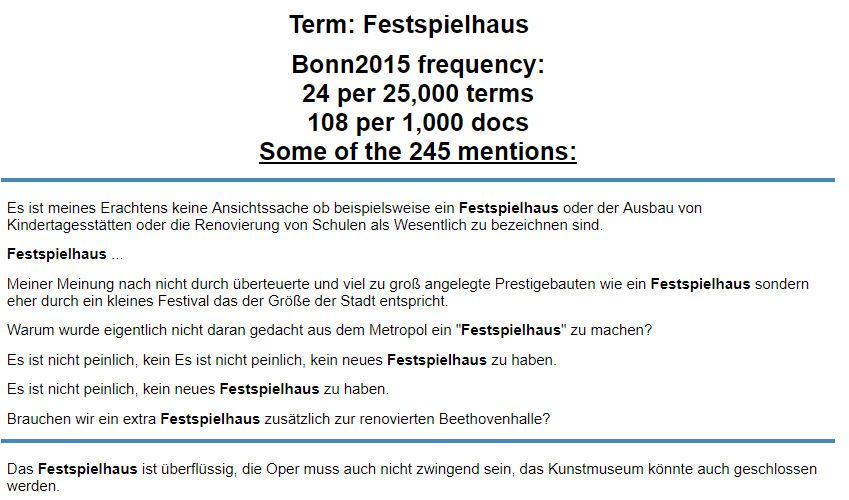 Term: Festspielhaus
Bonn2015 frequency:
24 per 25,000 terms
108 per 1,000 docs
Some of the 245 mentions:
Es ist meines Erachtens keine Ansichtssache ob beispielsweise ein Festspielhaus oder der Ausbau von
Kindertagesstätten oder die Renovierung von Schulen als Wesentlich zu bezeichnen sind.
Festspielhaus ...
Meiner Meinung nach nicht durch überteuerte und viel zu groß angelegte Prestigebauten wie ein Festspielhaus sondern
eher durch ein kleines Festival das der Größe der Stadt entspricht.
Warum wurde eigentlich nicht daran gedacht aus dem Metropol ein "Festspielhaus" zu machen?
Es ist nicht peinlich, kein Es ist nicht peinlich, kein neues Festspielhaus zu haben.
Es ist nicht peinlich, kein neues Festspielhaus zu haben.
Brauchen wir ein extra Festspielhaus zusätzlich zur renovierten Beethovenhalle?
Das Festspielhaus ist überflüssig, die Oper muss auch nicht zwingend sein, das Kunstmuseum könnte auch geschlossen
werden.